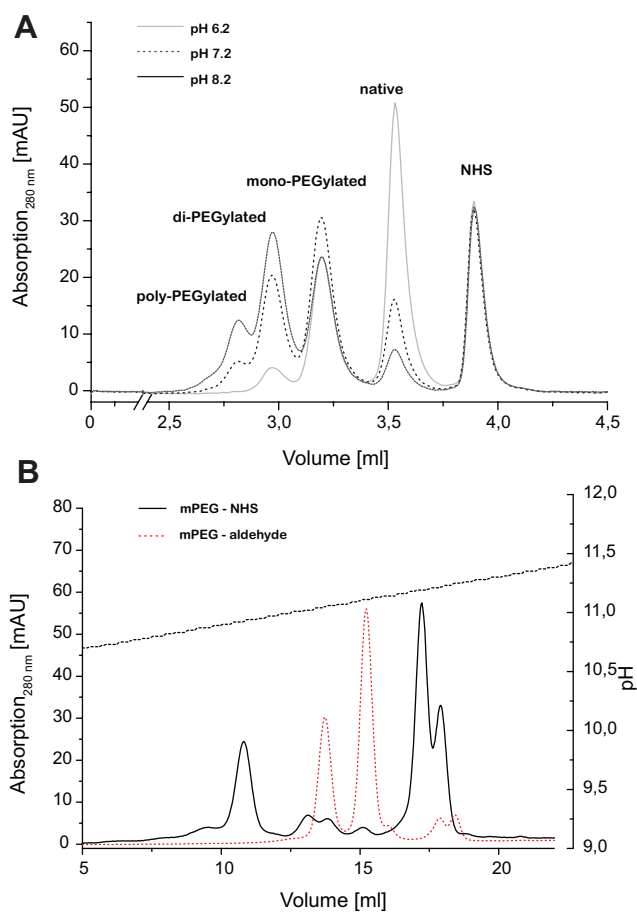 A
pH 6.2
pH 7.2
pH 8.2
native
mono-PEGylated
NHS
di-PEGylated
poly-PEGylated
Absorption280 nm [mAU]
60
50
40
30
20
10
0
0 2,5 3,0 3,5 4,0 4,5
Volume [ml]
B
mPEG - NHS
mPEG - aldehyde
Absorption280 nm [mAU]
80
70
60
50
40
30
20
10
0
12,0
11,5
11,0
10,5
10,0
9,5
9,0
pH
5 10 15 20
Volume [ml]